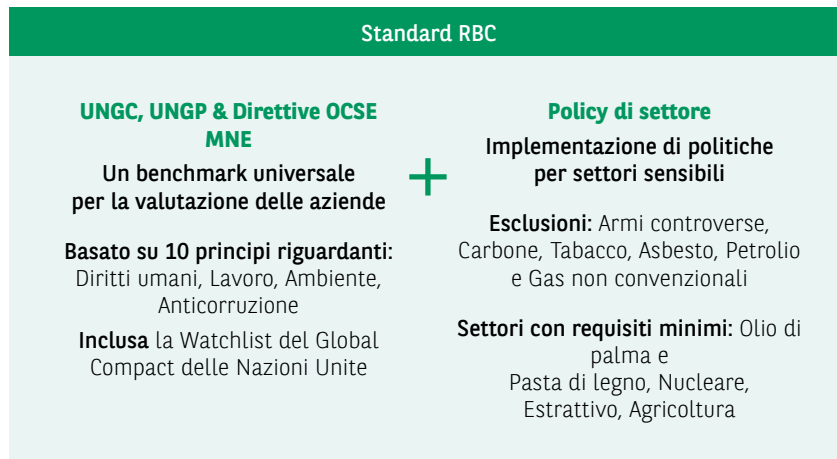 Standard RBC
UNGC, UNGP & Direttive OCSE
MNE
Un benchmark universale
per la valutazione delle aziende
Basato su 10 principi riguardanti:
Diritti umani, Lavoro, Ambiente,
Anticorruzione
Inclusa la Watchlist del Global
Compact delle Nazioni Unite
+
Policy di settore
Implementazione di politiche
per settori sensibili
Esclusioni: Armi controverse,
Carbone, Tabacco, Asbesto, Petrolio
e Gas non convenzionali
Settori con requisiti minimi: Olio di
palma e
Pasta di legno, Nucleare,
Estrattivo, Agricoltura